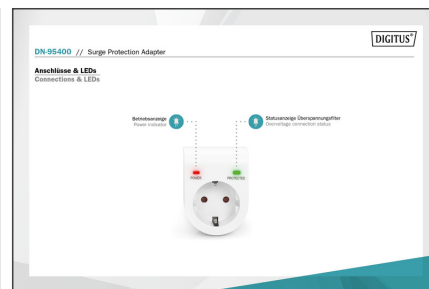 DIGITUS®
DN-95400 // Surge Protection Adapter
Anschlüsse & LEDs
Connections & LEDs
Betriebsanzeige
Power indicator
Statusanzeige Überspannungsfilter
Overvoltage connection status
POWER
PROTECTED